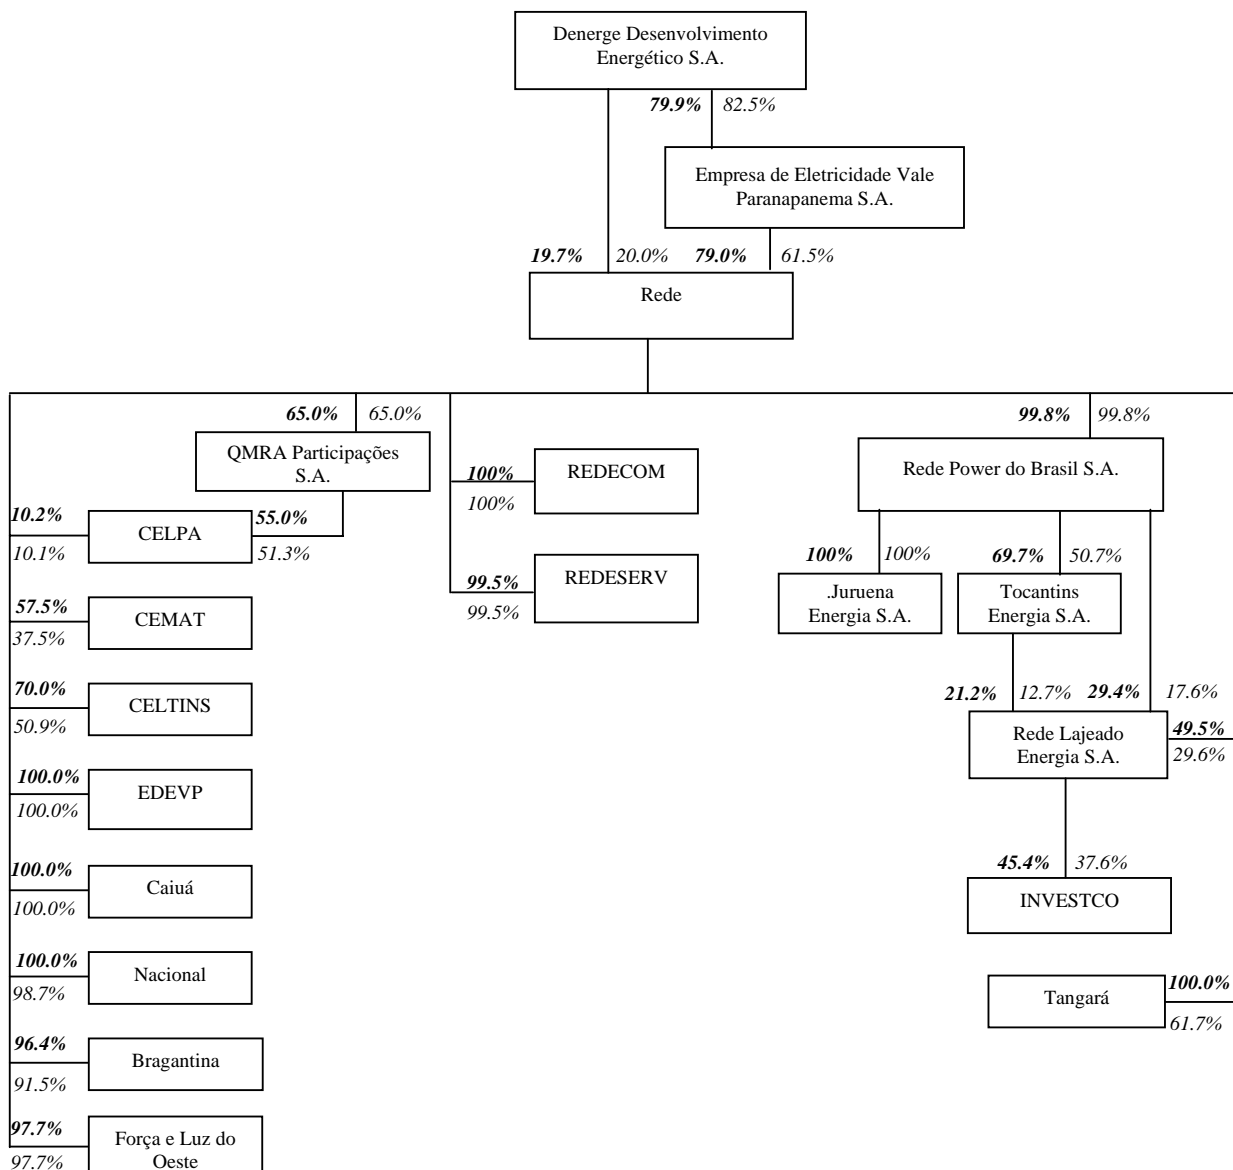 Denerge Desenvolvimento
Energético S.A.
79.9% 82.5%
Empresa de Eletricidade Vale
Paranapanema S.A.
19.7% 20.0% 79.0% 61.5%
Rede
65.0% 65.0%
99.8% 99.8%
QMRA Participações
S.A.
REDECOM
100%
100%
Rede Power do Brasil S.A.
10.2%
10.1%
CELPA
55.0%
51.3%
REDESERV
99.5%
99.5%
100% 100%
69.7% 50.7%
.Juruena
Energia S.A.
Tocantins
Energia S.A.
57.5%
37.5%
CEMAT
70.0%
50.9%
CELTINS
21.2% 12.7% 29.4% 17.6%
Rede Lajeado
Energia S.A.
49.5%
29.6%
100.0%
100.0%
EDEVP
100.0%
100.0%
Caiuá
45.4% 37.6%
INVESTCO
100.0%
98.7%
Nacional
Tangará
100.0%
61.7%
96.4%
91.5%
Bragantina
97.7%
97.7%
Força e Luz do
Oeste